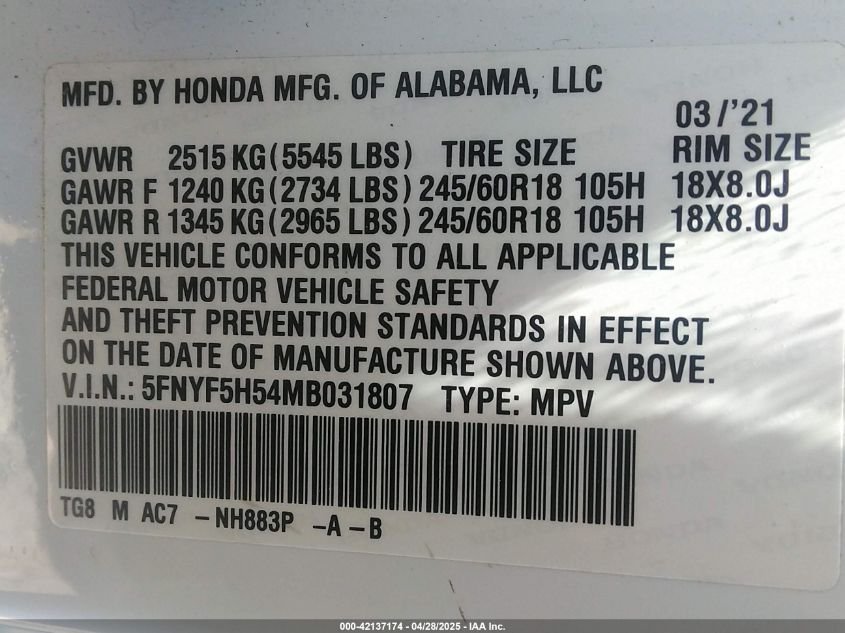 MFD. BY HONDA MFG. OF ALABAMA, LLC
03/'21
GVWR 2515 KG (5545 LBS) TIRE SIZE RIM SIZE
GAWR F 1240 KG (2734 LBS) 245/60R18 105H 18X8.0J
GAWR R 1345 KG (2965 LBS) 245/60R18 105H 18X8.0J
THIS VEHICLE CONFORMS TO ALL APPLICABLE
FEDERAL MOTOR VEHICLE SAFETY
AND THEFT PREVENTION STANDARDS IN EFFECT
ON THE DATE OF MANUFACTURE SHOWN ABOVE.
V.I.N.: 5FNYF5H54MB031807 TYPE: MPV
TG8 M AC7 -NH883P -A -B
000-42137174 - 04/28/2025 - IAA Inc.